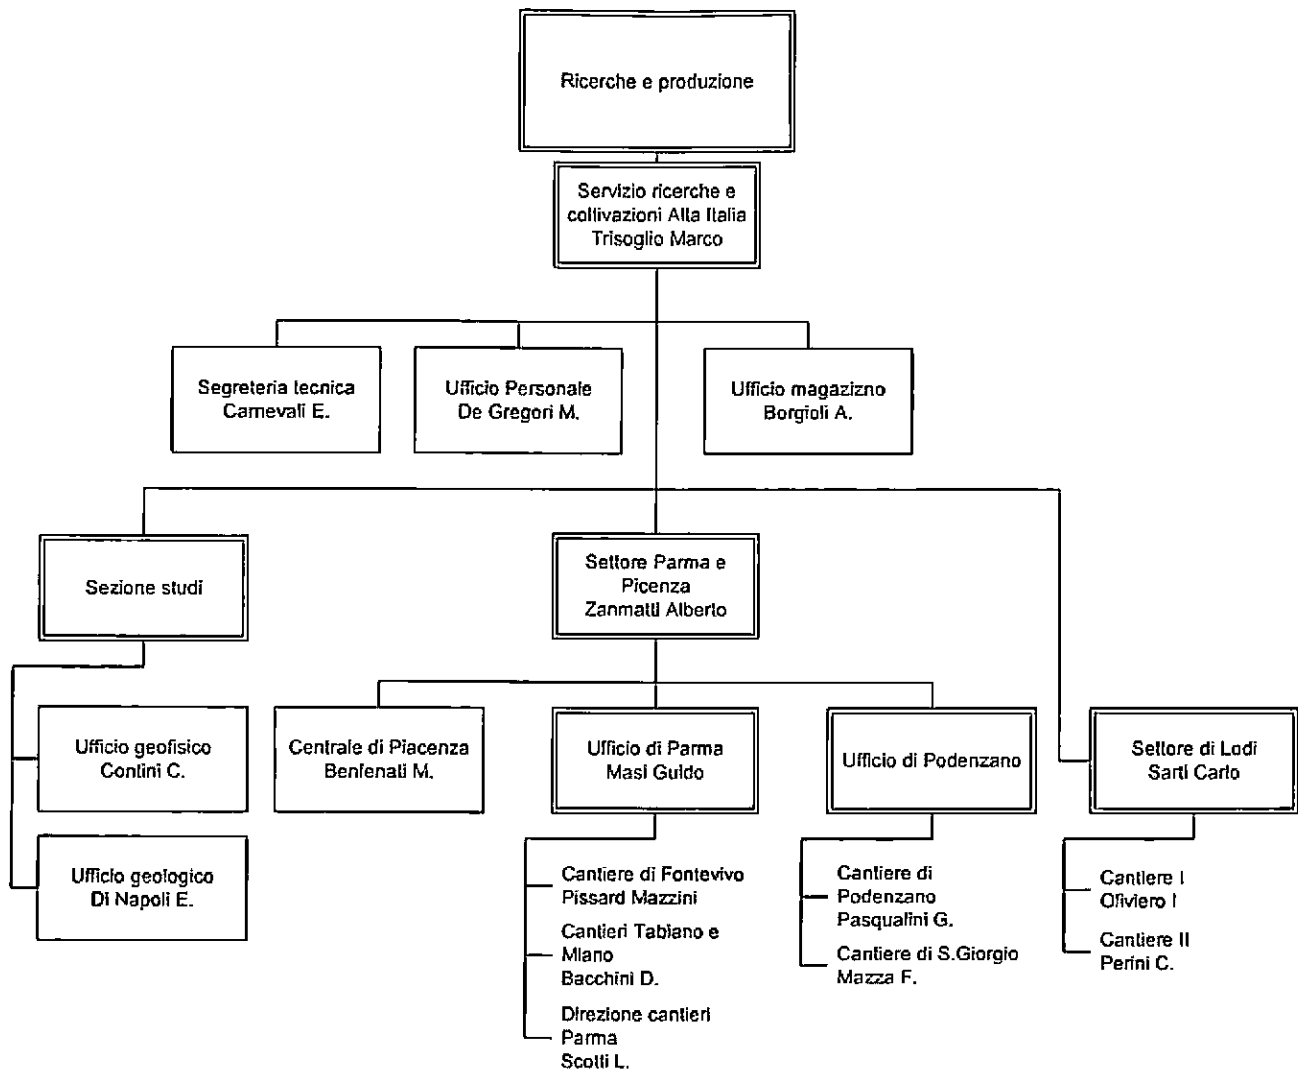 Ricerche e produzione
Servizio ricerche e
coltivazioni Alta Italia
Trisoglio Marco
Segreteria tecnica
Carnevali E.
Ufficio Personale
De Gregori M.
Ufficio magazizno
Borgioli A.
Sezione studi
Settore Parma e
Picenza
Zanmatti Alberto
Ufficio geofisico
Contini C.
Centrale di Piacenza
Benfenati M.
Ufficio di Parma
Masi Guido
Ufficio di Podenzano
Settore di Lodi
Sarti Carlo
Ufficio geologico
Di Napoli E.
Cantiere di Fontevivo
Pissard Mazzini
Cantieri Tabiano e
Miano
Bacchini D.
Direzione cantieri
Parma
Scotti L.
Cantiere di
Podenzano
Pasqualini G.
Cantiere di S.Giorgio
Mazza F.
Cantiere I
Oliviero I
Cantiere II
Perini C.